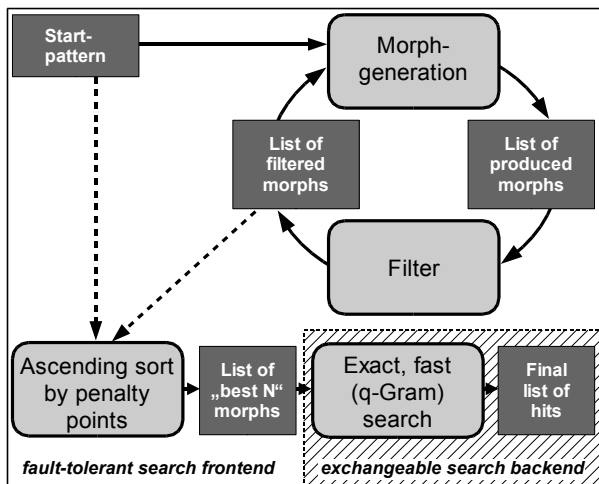 Start-
pattern
Morph-
generation
List of
filtered
morphs
List of
produced
morphs
Filter
Ascending sort
by penalty
points
List of
„best N“
morphs
Exact, fast
(q-Gram)
search
Final
list of
hits
fault-tolerant search frontend
exchangeable search backend